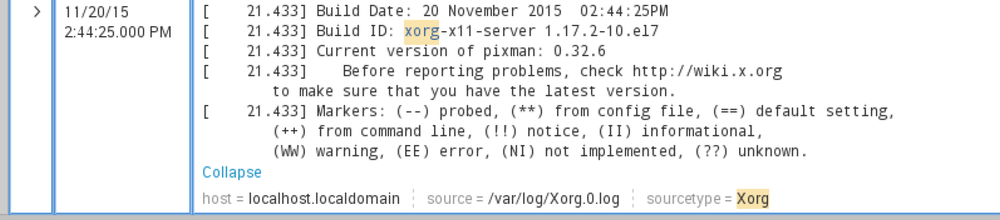 > 11/20/15
2:44:25.000 PM
[    21.433] Build Date: 20 November 2015  02:44:25PM
[    21.433] Build ID: xorg-x11-server 1.17.2-10.el7
[    21.433] Current version of pixman: 0.32.6
[    21.433]    Before reporting problems, check http://wiki.x.org
        to make sure that you have the latest version.
[    21.433] Markers: (--) probed, (**) from config file, (==) default setting,
        (++) from command line, (!!) notice, (II) informational,
        (WW) warning, (EE) error, (NI) not implemented, (??) unknown.
Collapse
host = localhost.localdomain source = /var/log/Xorg.0.log sourcetype = Xorg